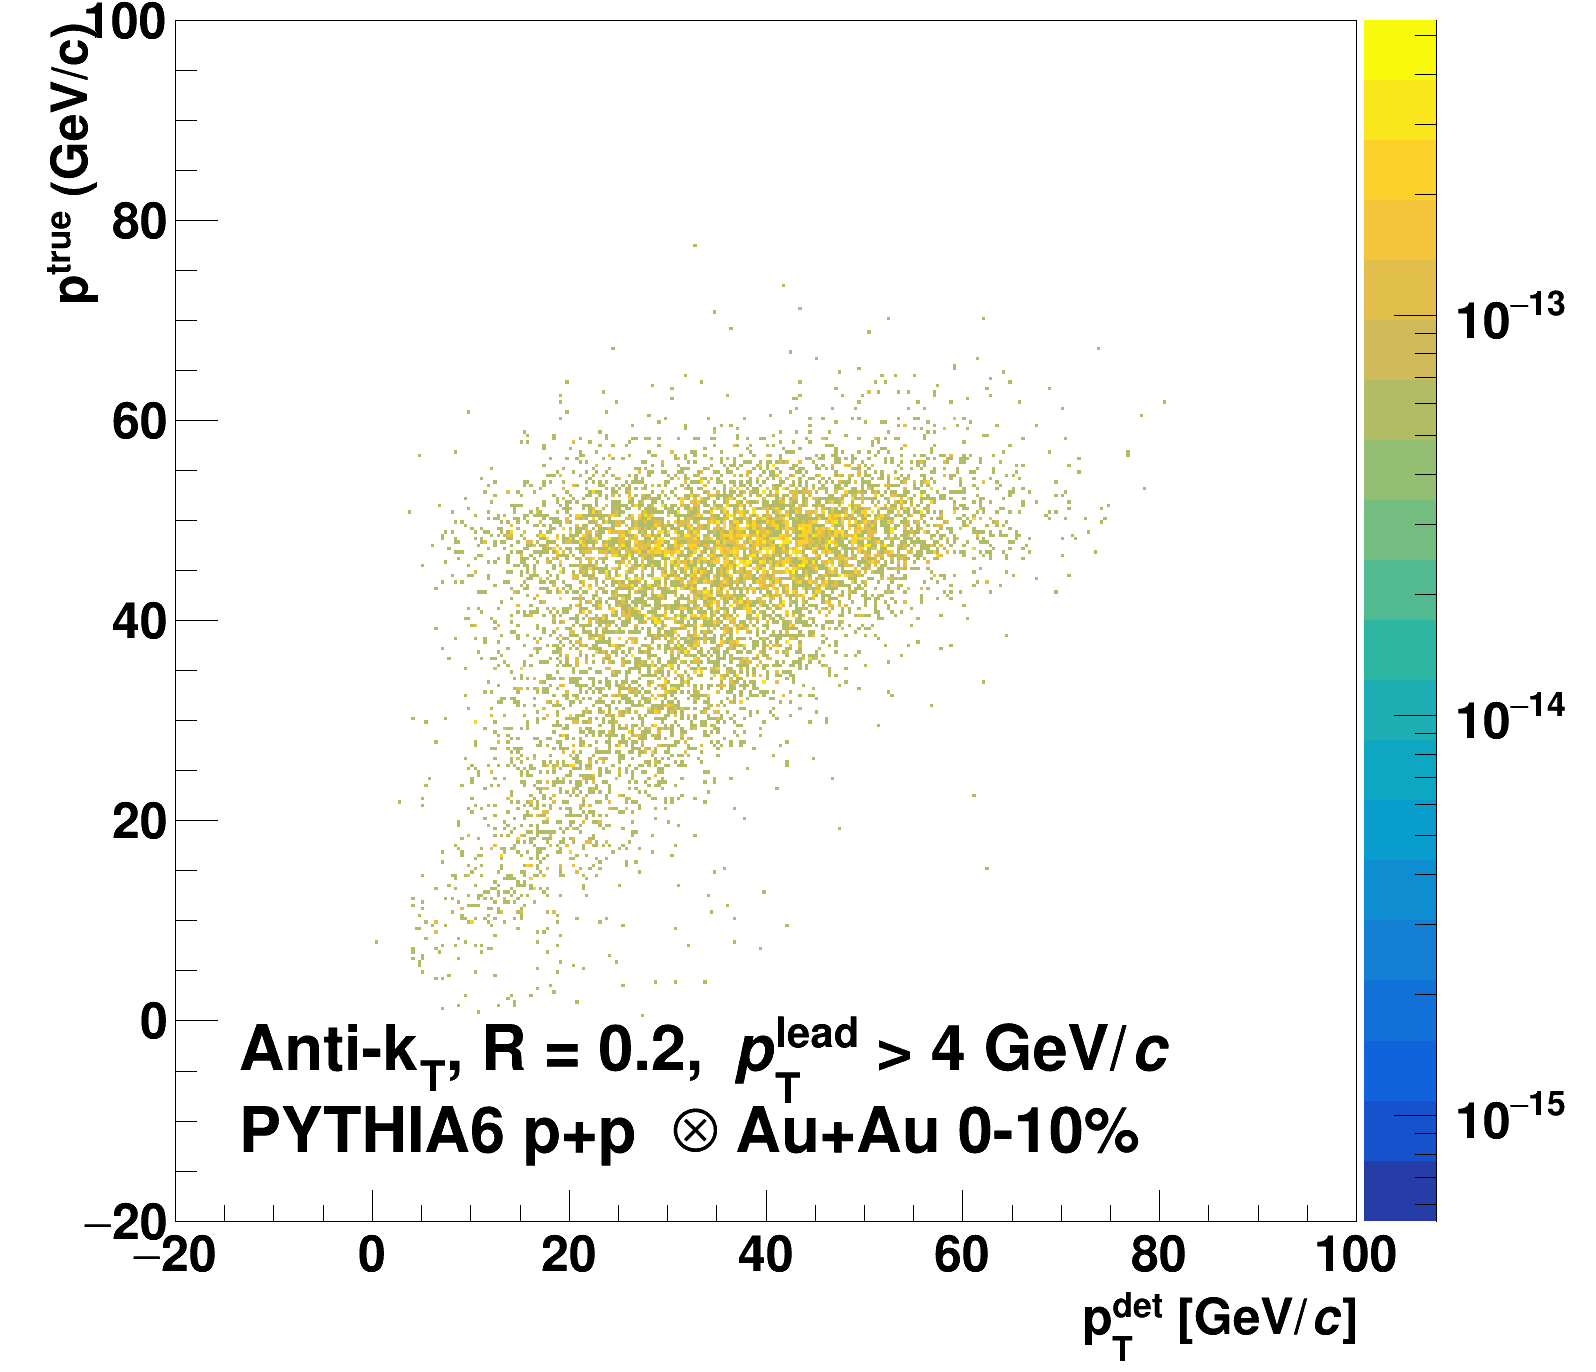 p^true (GeV/c)
100
80
60
40
20
0
−20
−20 0 20 40 60 80 100
p_T^det [GeV/c]
Anti-k_T, R = 0.2, p_T^lead > 4 GeV/c
PYTHIA6 p+p ⊗ Au+Au 0-10%
10^−13
10^−14
10^−15